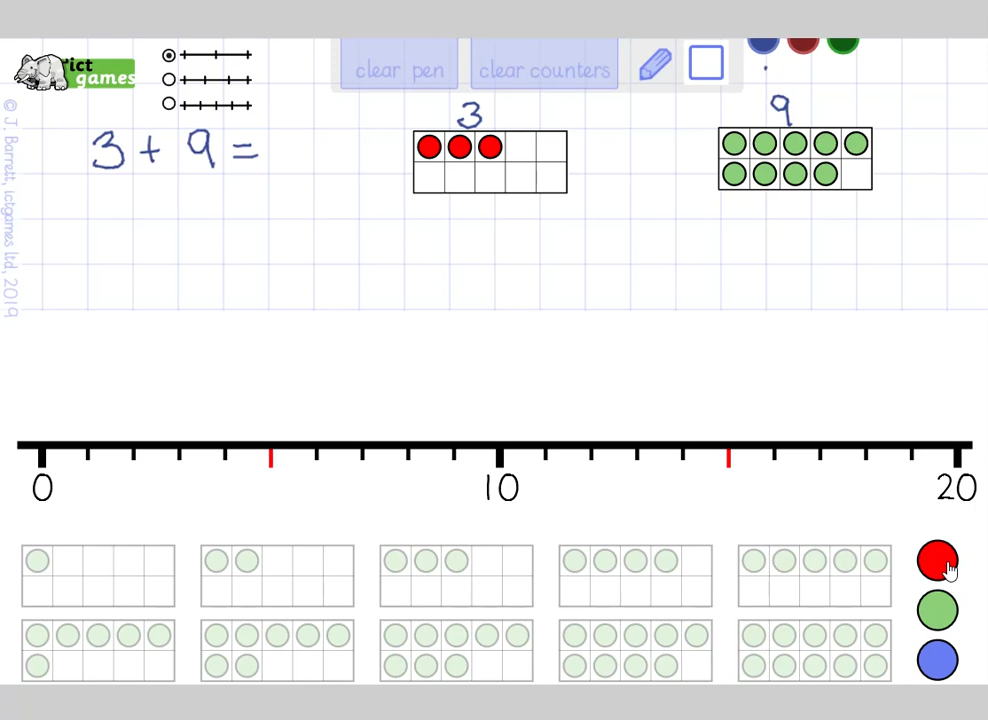 ict
games
clear pen
clear counters
© J. Barrett, ictgames ltd, 2019
3 + 9 =
3
9
0
10
20